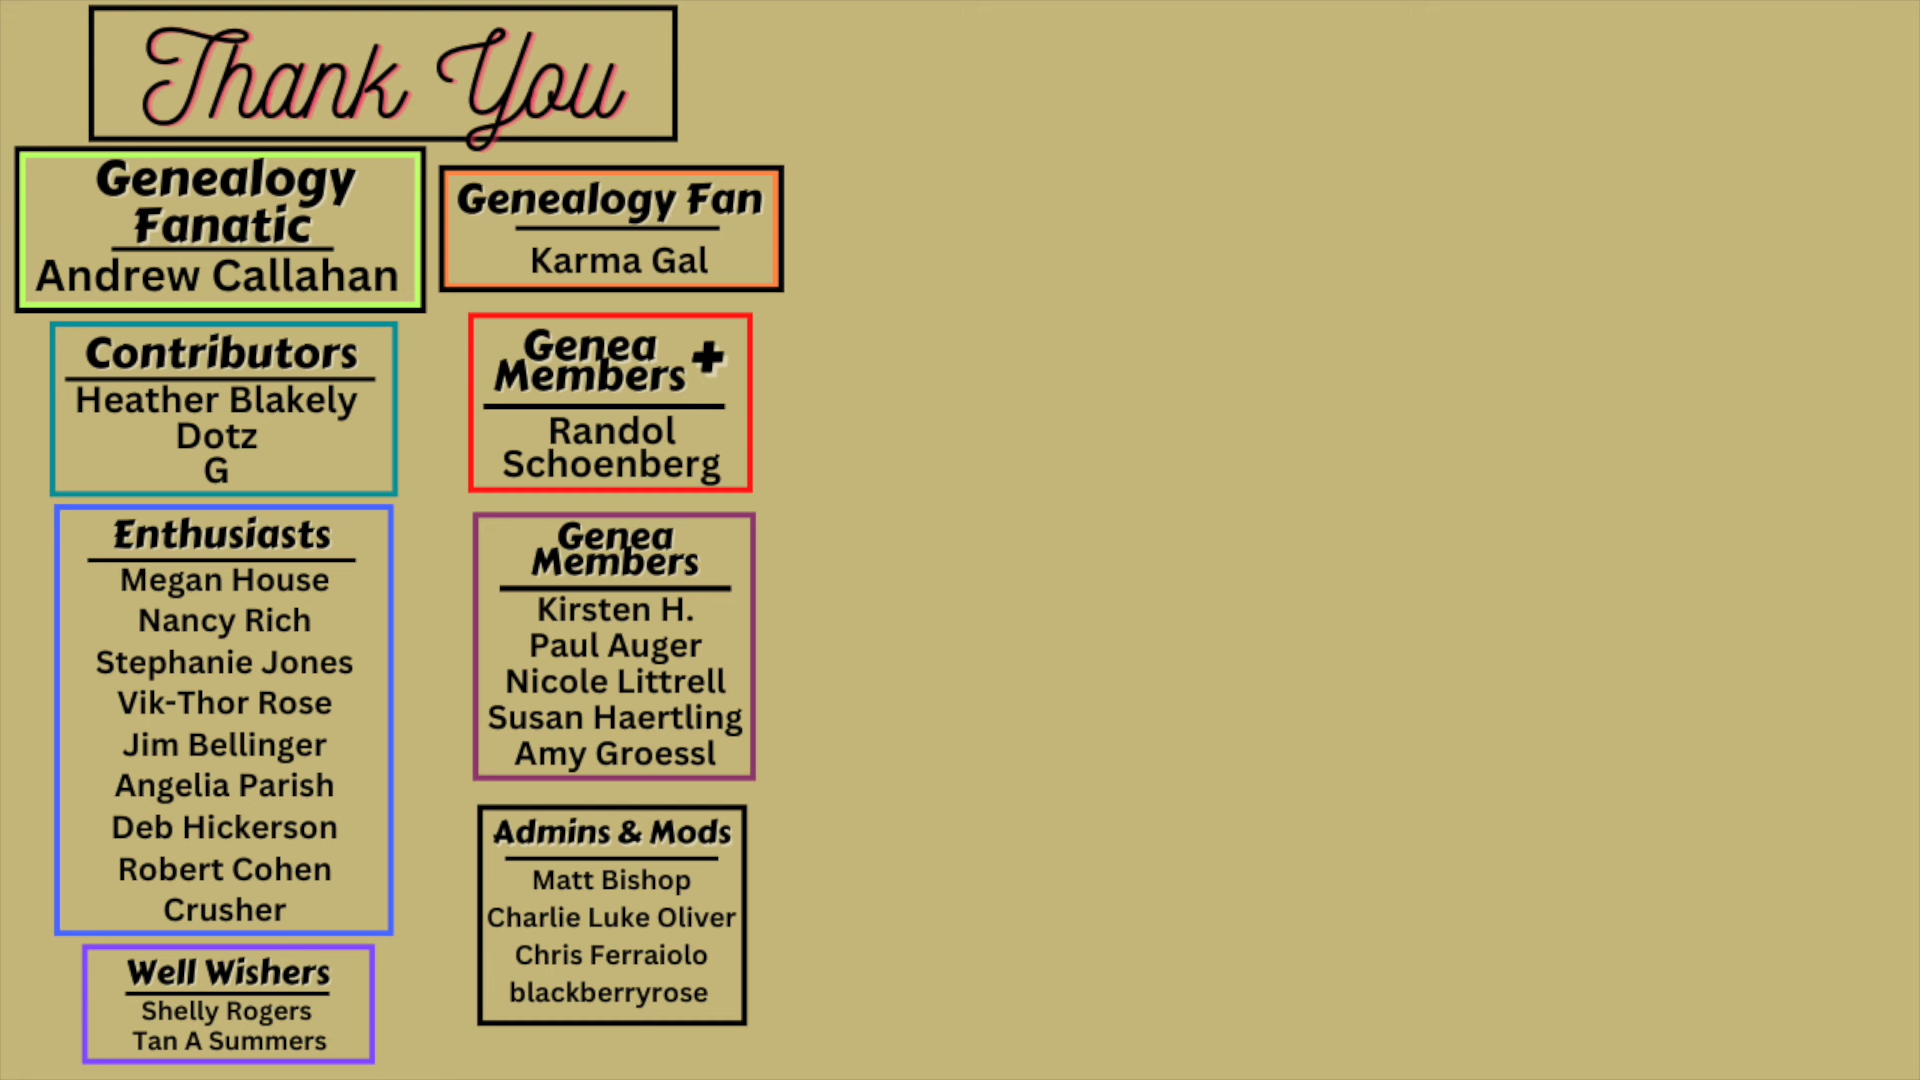 Thank You
Genealogy
Fanatic
Andrew Callahan
Genealogy Fan
Karma Gal
Contributors
Heather Blakely
Dotz
G
Genea
Members +
Randol
Schoenberg
Enthusiasts
Megan House
Nancy Rich
Stephanie Jones
Vik-Thor Rose
Jim Bellinger
Angelia Parish
Deb Hickerson
Robert Cohen
Crusher
Genea
Members
Kirsten H.
Paul Auger
Nicole Littrell
Susan Haertling
Amy Groessl
Well Wishers
Shelly Rogers
Tan A Summers
Admins & Mods
Matt Bishop
Charlie Luke Oliver
Chris Ferraiolo
blackberryrose